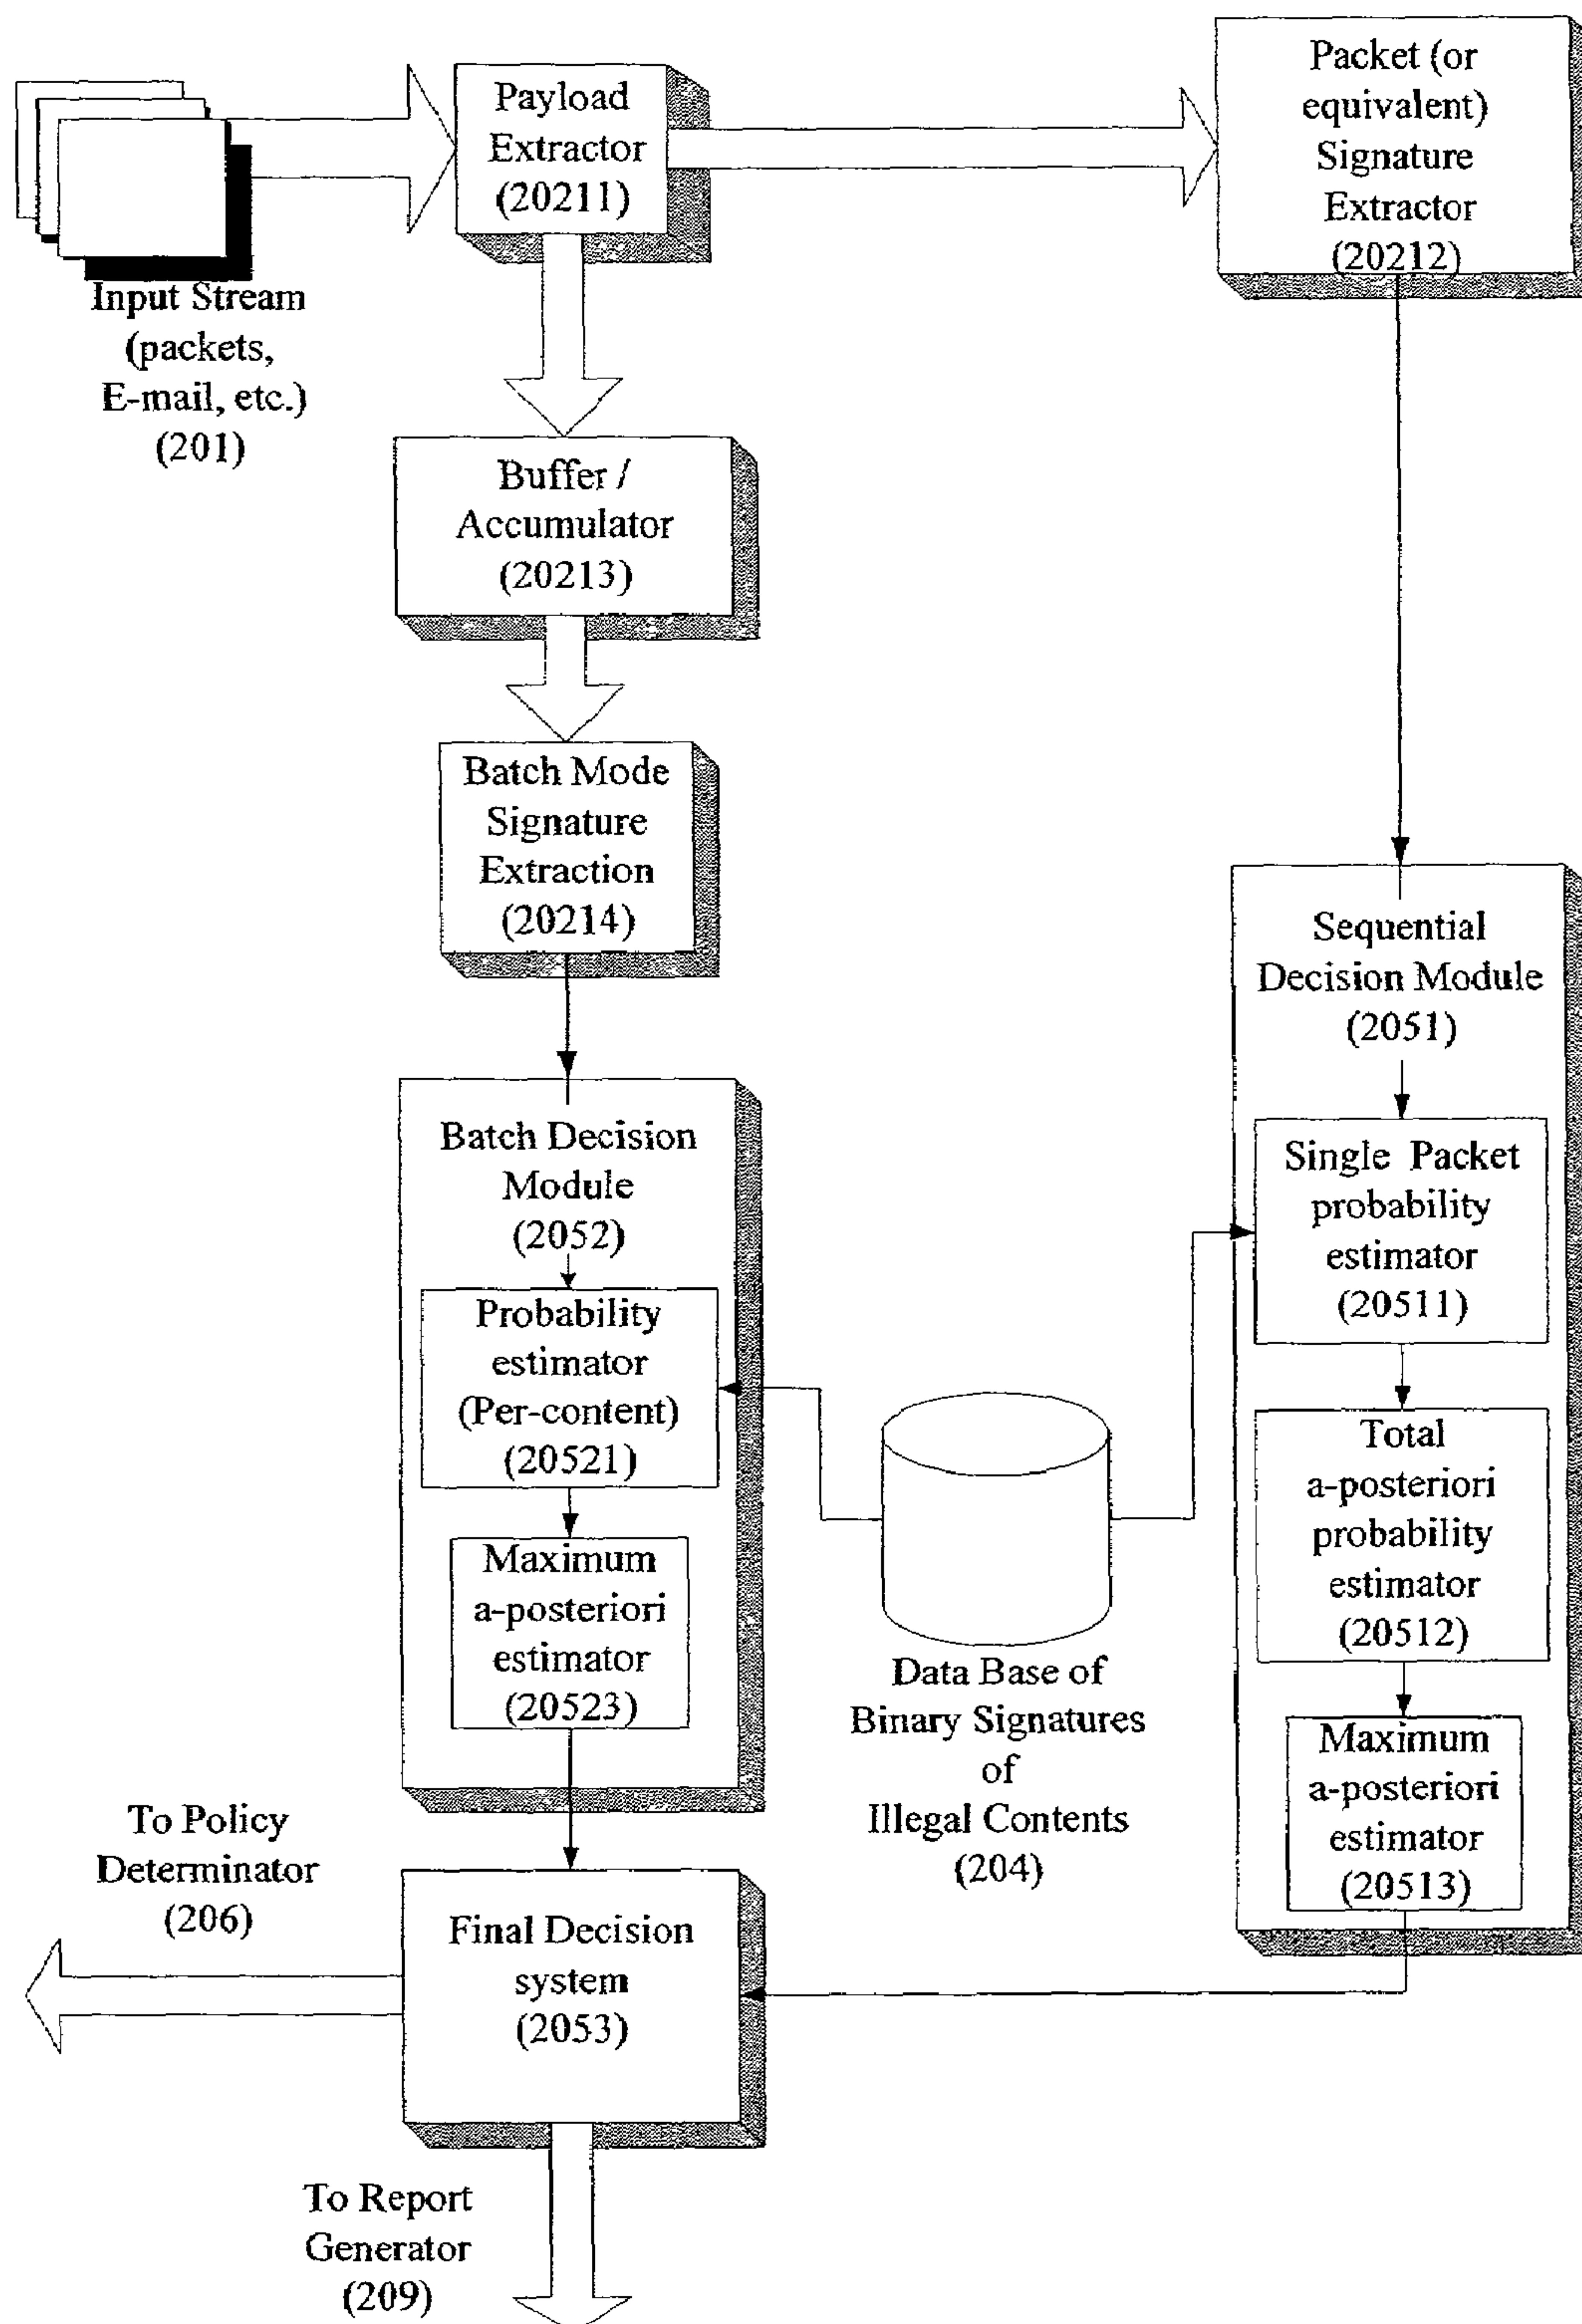 Payload
Extractor
(20211)
Packet (or
equivalent)
Signature
Extractor
(20212)
Input Stream
(packets,
E-mail, etc.)
(201)
Buffer /
Accumulator
(20213)
Batch Mode
Signature
Extraction
(20214)
Sequential
Decision Module
(2051)
Batch Decision
Module
(2052)
Single Packet
probability
estimator
(20511)
Probability
estimator
(Per-content)
(20521)
Total
a-posteriori
probability
estimator
(20512)
Maximum
a-posteriori
estimator
(20523)
Data Base of
Binary Signatures
of
Illegal Contents
(204)
Maximum
a-posteriori
estimator
(20513)
To Policy
Determinator
(206)
Final Decision
system
(2053)
To Report
Generator
(209)